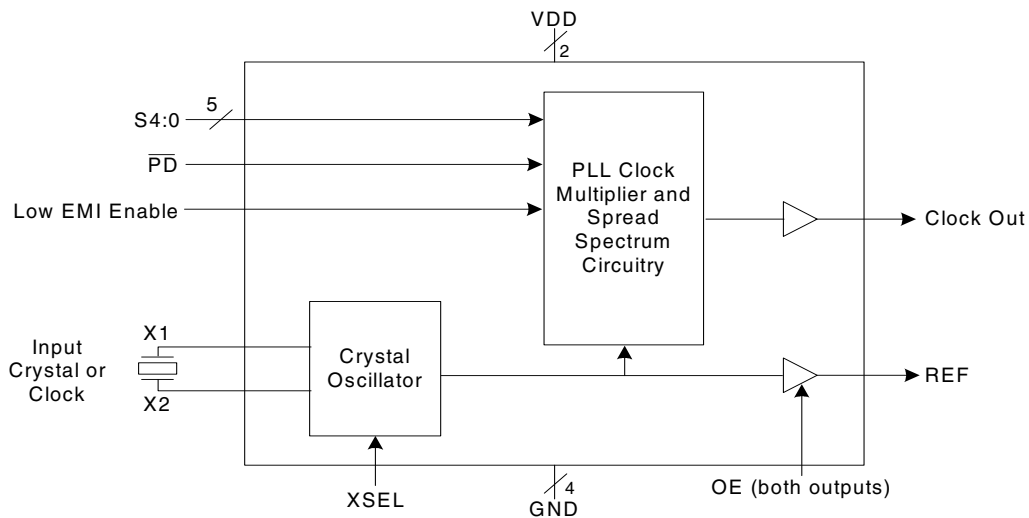 VDD
2
5
S4:0
PD
Low EMI Enable
PLL Clock
Multiplier and
Spread
Spectrum
Circuitry
Clock Out
X1
Input
Crystal or
Clock
X2
Crystal
Oscillator
REF
XSEL
4
GND
OE (both outputs)